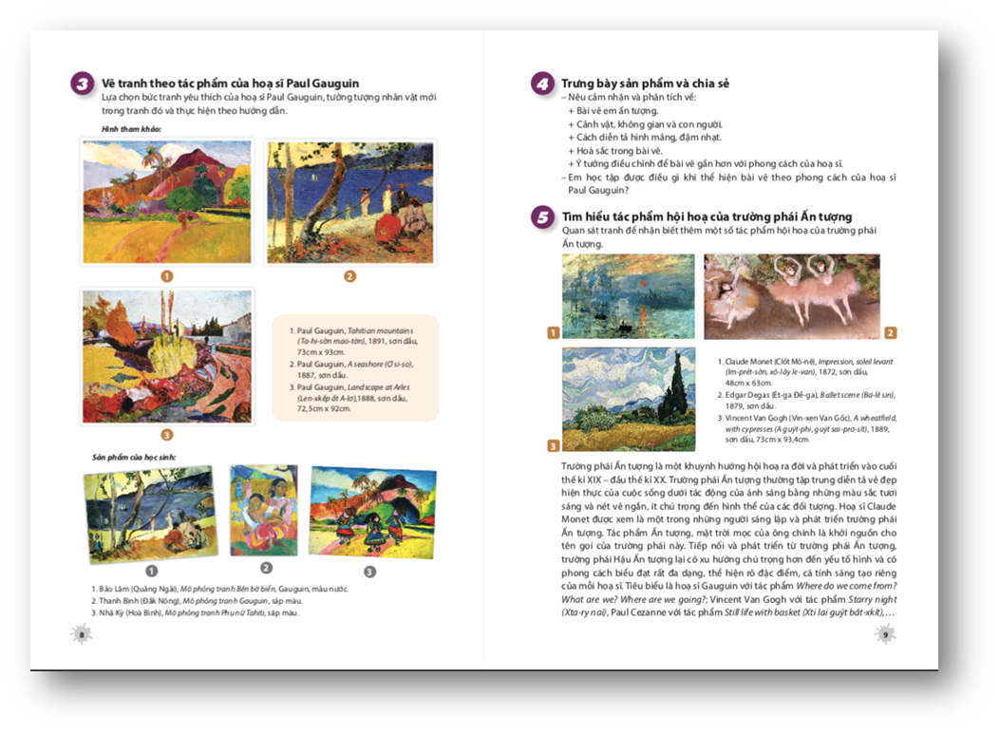 3 Vẽ tranh theo tác phẩm của hoạ sĩ Paul Gauguin
Lựa chọn bức tranh yêu thích của hoạ sĩ Paul Gauguin, tưởng tượng nhân vật mới
trong tranh đó và thực hiện theo hướng dẫn.
Hình tham khảo:
1
2
3
1. Paul Gauguin, Tahitian mountains
(Ta-hi-sờn mao-tờn), 1891, sơn dầu,
73cm x 93cm.
2. Paul Gauguin, A seashore (Ơ si-so),
1887, sơn dầu.
3. Paul Gauguin, Landscape at Arles
(Len-xkếp ất A-lơ),1888, sơn dầu,
72,5cm x 92cm.
Sản phẩm của học sinh:
1
2
3
1. Bảo Lâm (Quảng Ngãi), Mô phỏng tranh Bên bờ biển, Gauguin, màu nước.
2. Thanh Bình (Đắk Nông), Mô phỏng tranh Gauguin, sáp màu.
3. Nhã Kỳ (Hoà Bình), Mô phỏng tranh Phụ nữ Tahiti, sáp màu.
8
4 Trưng bày sản phẩm và chia sẻ
– Nêu cảm nhận và phân tích về:
+ Bài vẽ em ấn tượng.
+ Cảnh vật, không gian và con người.
+ Cách diễn tả hình mảng, đậm nhạt.
+ Hoà sắc trong bài vẽ.
+ Ý tưởng điều chỉnh để bài vẽ gần hơn với phong cách của hoạ sĩ.
– Em học tập được điều gì khi thể hiện bài vẽ theo phong cách của hoạ sĩ
Paul Gauguin?
5 Tìm hiểu tác phẩm hội hoạ của trường phái Ấn tượng
Quan sát tranh để nhận biết thêm một số tác phẩm hội hoạ của trường phái
Ấn tượng.
1
2
3
1. Claude Monet (Clốt Mô-nê), Impression, soleil levant
(Im-prét-sờn, xô-lây le-van), 1872, sơn dầu,
48cm x 63cm.
2. Edgar Degas (Ét-ga Đề-ga), Ballet scene (Ba-lê sin),
1879, sơn dầu.
3. Vincent Van Gogh (Vin-xen Van Gốc), A wheatfield,
with cypresses (A guýt-phi, guýt sai-prơ-sít), 1889,
sơn dầu, 73cm x 93,4cm.
Trường phái Ấn tượng là một khuynh hướng hội hoạ ra đời và phát triển vào cuối
thế kỉ XIX – đầu thế kỉ XX. Trường phái Ấn tượng thường tập trung diễn tả vẻ đẹp
hiện thực của cuộc sống dưới tác động của ánh sáng bằng những màu sắc tươi
sáng và nét vẽ ngắn, ít chú trọng đến hình thể của các đối tượng. Hoạ sĩ Claude
Monet được xem là một trong những người sáng lập và phát triển trường phái
Ấn tượng. Tác phẩm Ấn tượng, mặt trời mọc của ông chính là khởi nguồn cho
tên gọi của trường phái này. Tiếp nối và phát triển từ trường phái Ấn tượng,
trường phái Hậu Ấn tượng lại có xu hướng chú trọng hơn đến yếu tố hình và có
phong cách biểu đạt rất đa dạng, thể hiện rõ đặc điểm, cá tính sáng tạo riêng
của mỗi hoạ sĩ. Tiêu biểu là hoạ sĩ Gauguin với tác phẩm Where do we come from?
What are we? Where are we going?; Vincent Van Gogh với tác phẩm Starry night
(Xta-ry nai), Paul Cezanne với tác phẩm Still life with basket (Xti lai guýt bát-xkít),…
9